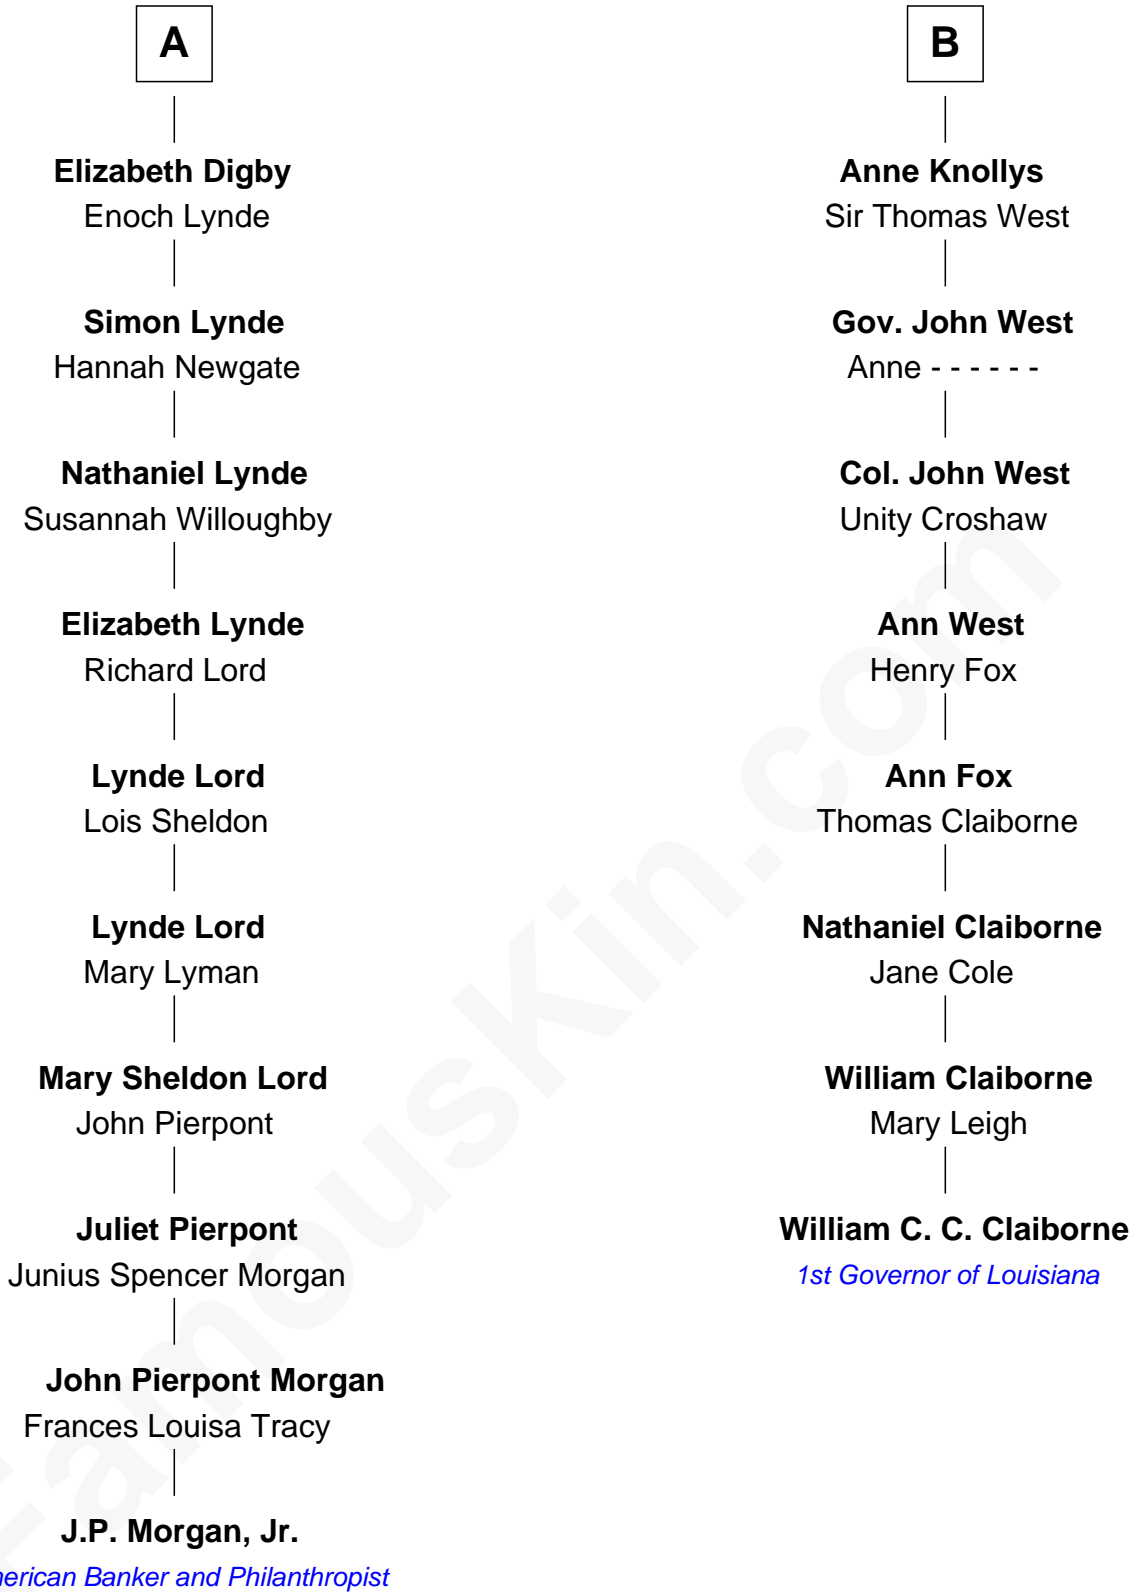 A
Elizabeth Digby
Enoch Lynde
Simon Lynde
Hannah Newgate
Nathaniel Lynde
Susannah Willoughby
Elizabeth Lynde
Richard Lord
Lynde Lord
Lois Sheldon
Lynde Lord
Mary Lyman
Mary Sheldon Lord
John Pierpont
Juliet Pierpont
Junius Spencer Morgan
John Pierpont Morgan
Frances Louisa Tracy
J.P. Morgan, Jr.
merican Banker and Philanthropist
B
Anne Knollys
Sir Thomas West
Gov. John West
Anne - - - - - -
Col. John West
Unity Croshaw
Ann West
Henry Fox
Ann Fox
Thomas Claiborne
Nathaniel Claiborne
Jane Cole
William Claiborne
Mary Leigh
William C. C. Claiborne
1st Governor of Louisiana
FamousKin.com